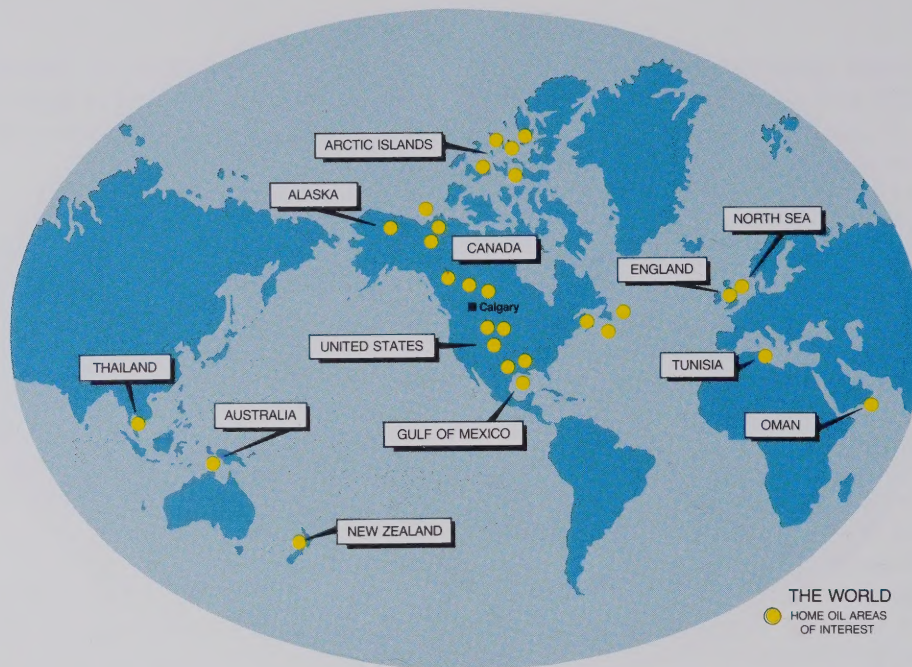 ARCTIC ISLANDS
ALASKA
NORTH SEA
CANADA
ENGLAND
Calgary
UNITED STATES
THAILAND
TUNISIA
AUSTRALIA
OMAN
GULF OF MEXICO
NEW ZEALAND
THE WORLD
HOME OIL AREAS
OF INTEREST